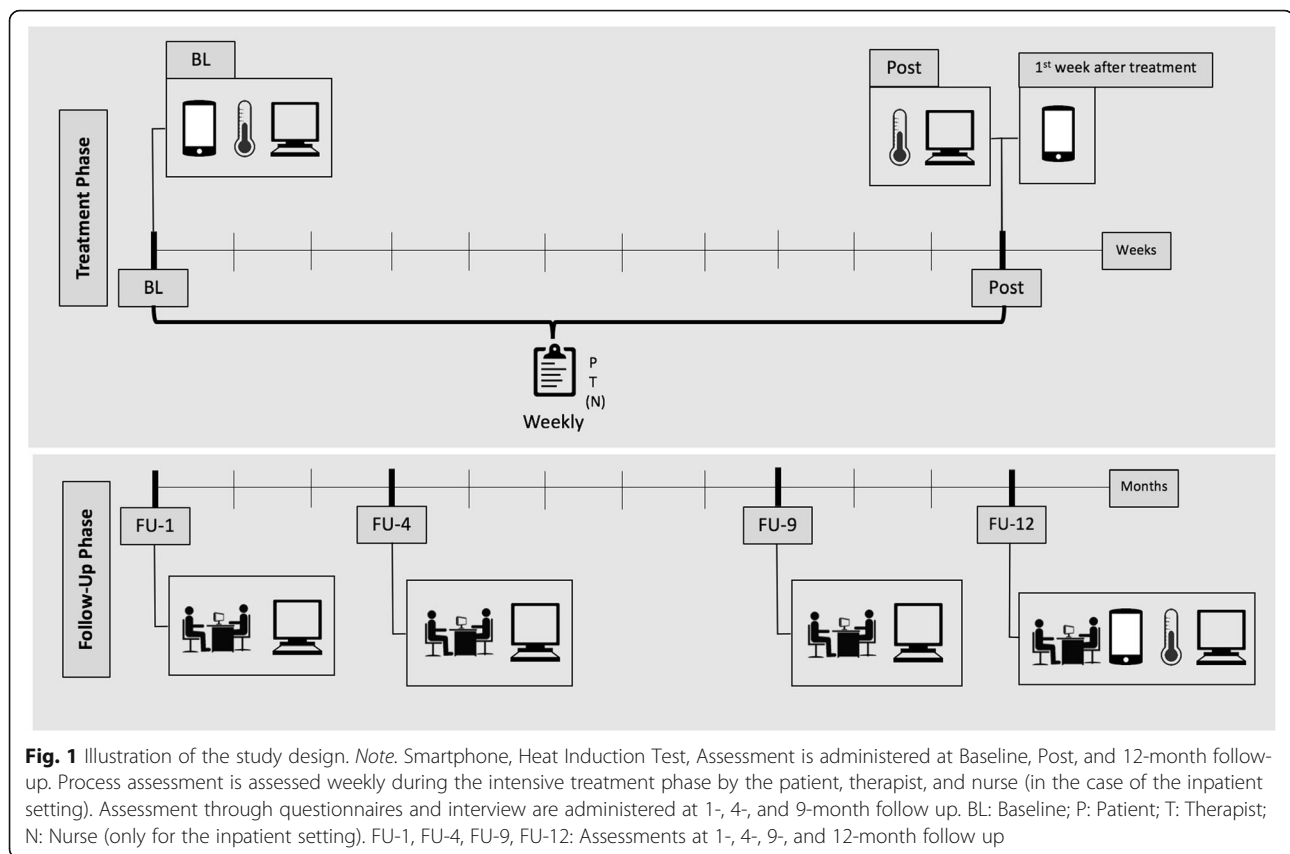 BL
Post
1st week after treatment
Treatment Phase
Weeks
BL
Post
P
T
(N)
Weekly
Follow-Up Phase
Months
FU-1
FU-4
FU-9
FU-12
Fig. 1 Illustration of the study design. Note. Smartphone, Heat Induction Test, Assessment is administered at Baseline, Post, and 12-month follow-
up. Process assessment is assessed weekly during the intensive treatment phase by the patient, therapist, and nurse (in the case of the inpatient
setting). Assessment through questionnaires and interview are administered at 1-, 4-, and 9-month follow up. BL: Baseline; P: Patient; T: Therapist;
N: Nurse (only for the inpatient setting). FU-1, FU-4, FU-9, FU-12: Assessments at 1-, 4-, 9-, and 12-month follow up